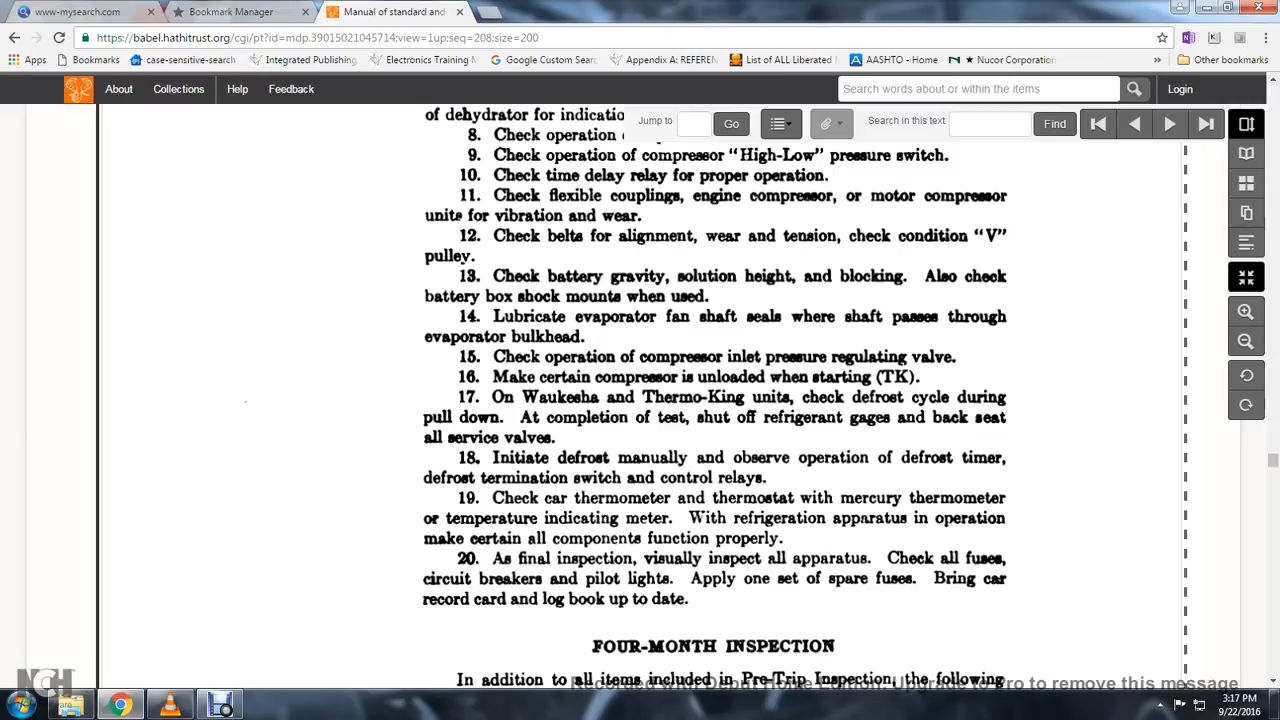 www-mysearch.com
Bookmark Manager
Manual of standard and
https://babel.hathitrust.org/cgi/pt?id=mdp.39015021045714;view=1up;seq=208;size=200
Apps
Bookmarks
case-sensitive-search
Integrated Publishing
Electronics Training M
Google Custom Searc
Appendix A: REFEREN
List of ALL Liberated M
AASHTO - Home
Nucor Corporation
»
Other bookmarks
About
Collections
Help
Feedback
Search words about or within the items
Login
Jump to
Go
Search in this text
Find
of dehydrator for indicatio
8. Check operation
9. Check operation of compressor "High-Low" pressure switch.
10. Check time delay relay for proper operation.
11. Check flexible couplings, engine compressor, or motor compressor
units for vibration and wear.
12. Check belts for alignment, wear and tension, check condition "V"
pulley.
13. Check battery gravity, solution height, and blocking. Also check
battery box shock mounts when used.
14. Lubricate evaporator fan shaft seals where shaft passes through
evaporator bulkhead.
15. Check operation of compressor inlet pressure regulating valve.
16. Make certain compressor is unloaded when starting (TK).
17. On Waukesha and Thermo-King units, check defrost cycle during
pull down. At completion of test, shut off refrigerant gages and back seat
all service valves.
18. Initiate defrost manually and observe operation of defrost timer,
defrost termination switch and control relays.
19. Check car thermometer and thermostat with mercury thermometer
or temperature indicating meter. With refrigeration apparatus in operation
make certain all components function properly.
20. As final inspection, visually inspect all apparatus. Check all fuses,
circuit breakers and pilot lights. Apply one set of spare fuses. Bring car
record card and log book up to date.
FOUR-MONTH INSPECTION
In addition to all items included in Pre-Trip Inspection, the following
Recorded with Debut Home Edition. Upgrade to Pro to remove this message
NCH
3:17 PM
9/22/2016